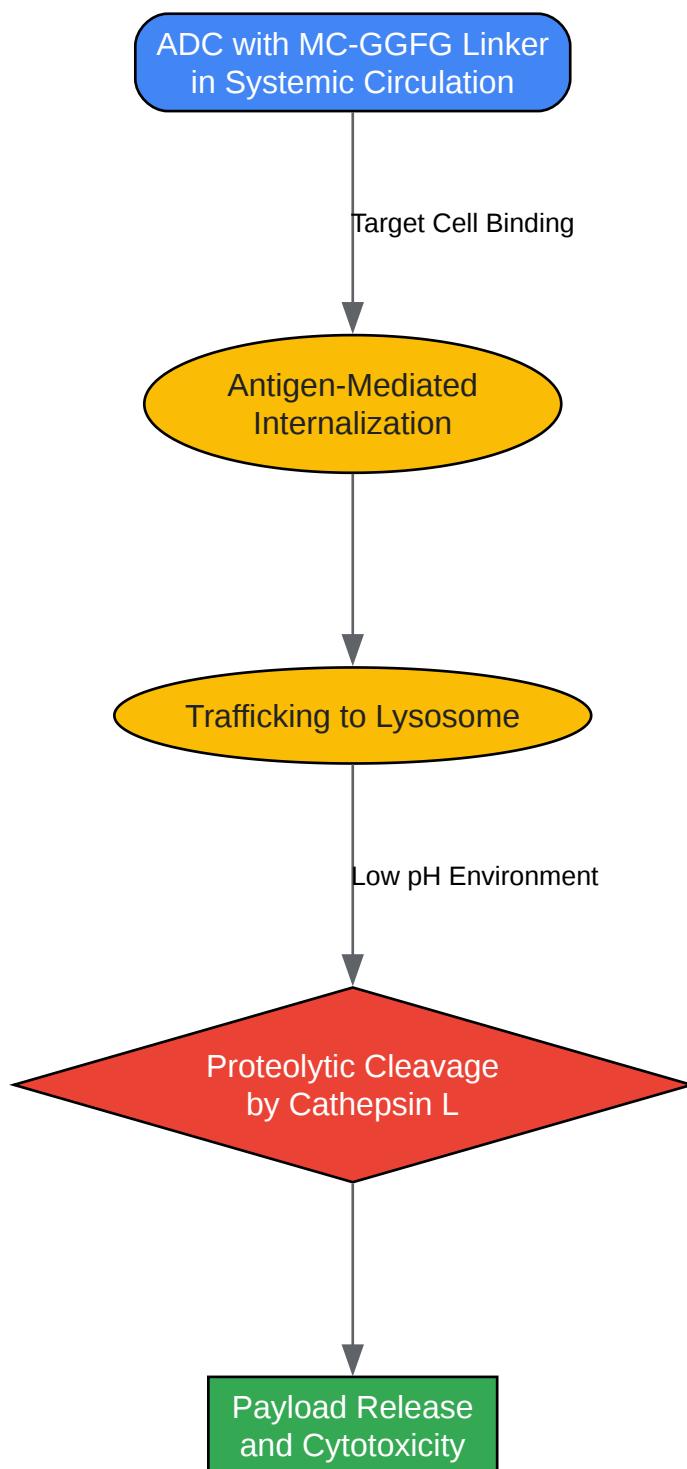 ADC with MC-GGFG Linker
in Systemic Circulation
Target Cell Binding
Antigen-Mediated
Internalization
Trafficking to Lysosome
Low pH Environment
Proteolytic Cleavage
by Cathepsin L
Payload Release
and Cytotoxicity